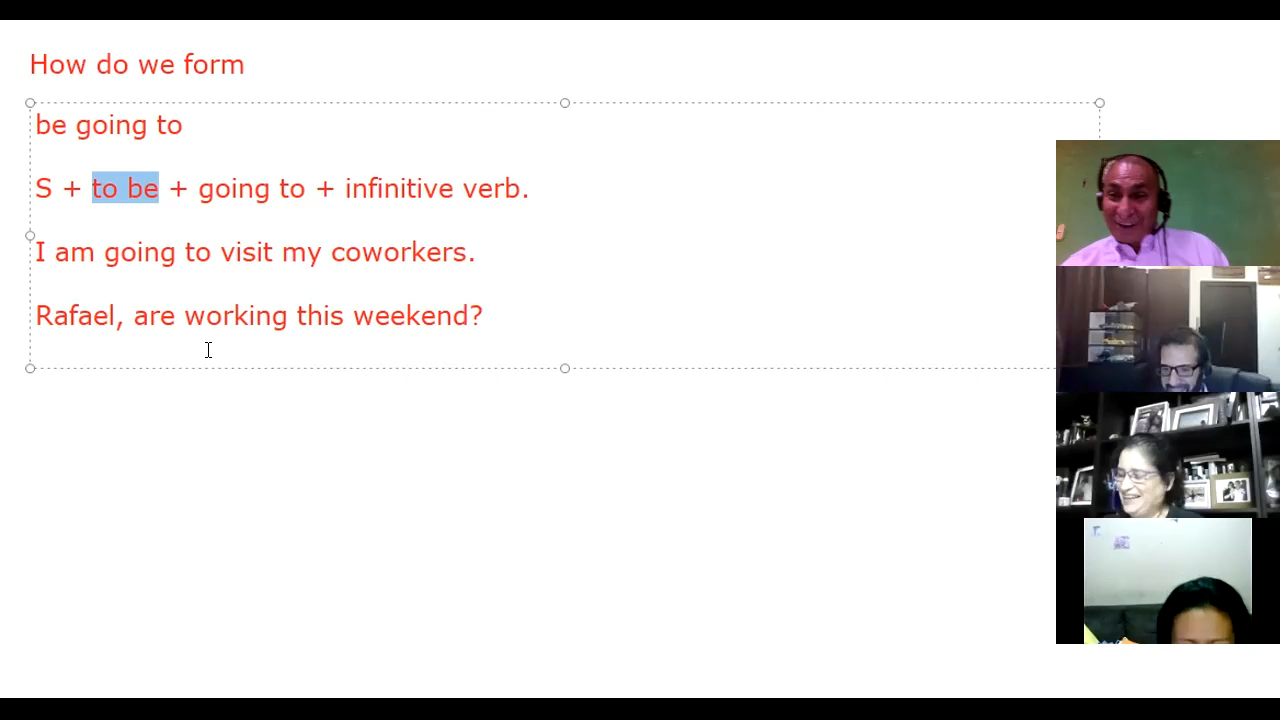 How do we form
be going to
S + to be + going to + infinitive verb.
I am going to visit my coworkers.
Rafael, are working this weekend?